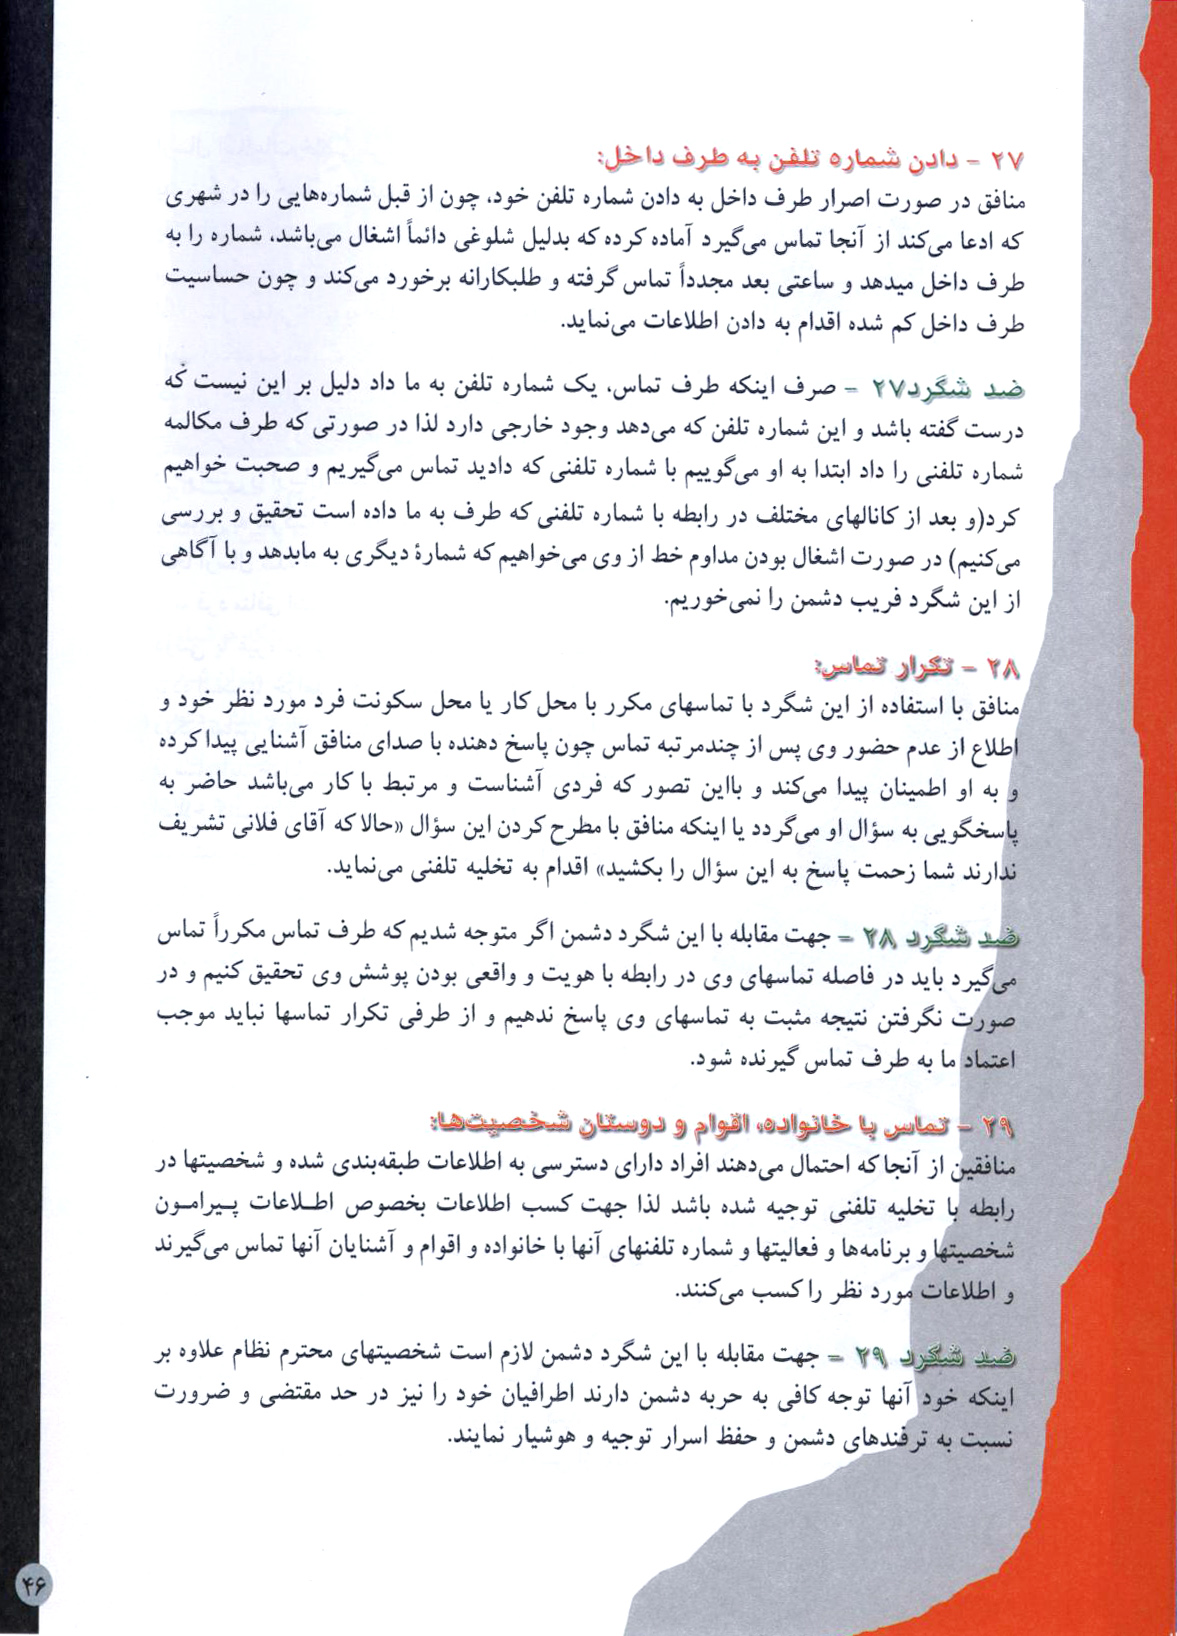 ۲۷ - دادن شماره تلفن به طرف داخل:
منافق در صورت اصرار طرف داخل به دادن شماره تلفن خود، چون از قبل شماره‌هایی را در شهری
که ادعا می‌کند از آنجا تماس می‌گیرد آماده کرده که بدلیل شلوغی دائماً اشغال می‌باشد، شماره را به
طرف داخل میدهد و ساعتی بعد مجدداً تماس گرفته و طلبکارانه برخورد می‌کند و چون حساسیت
طرف داخل کم شده اقدام به دادن اطلاعات می‌نماید.
ضد شگرد۲۷ - صرف اینکه طرف تماس، یک شماره تلفن به ما داد دلیل بر این نیست که
درست گفته باشد و این شماره تلفن که می‌دهد وجود خارجی دارد لذا در صورتی که طرف مکالمه
شماره تلفنی را داد ابتدا به او می‌گوییم با شماره تلفنی که دادید تماس می‌گیریم و صحبت خواهیم
کرد(و بعد از کانالهای مختلف در رابطه با شماره تلفنی که طرف به ما داده است تحقیق و بررسی
می‌کنیم) در صورت اشغال بودن مداوم خط از وی می‌خواهیم که شمارهٔ دیگری به مابدهد و با آگاهی
از این شگرد فریب دشمن را نمی‌خوریم.
۲۸ - تکرار تماس:
منافق با استفاده از این شگرد با تماسهای مکرر با محل کار یا محل سکونت فرد مورد نظر خود و
اطلاع از عدم حضور وی پس از چندمرتبه تماس چون پاسخ دهنده با صدای منافق آشنایی پیدا کرده
و به او اطمینان پیدا می‌کند و بااین تصور که فردی آشناست و مرتبط با کار می‌باشد حاضر به
پاسخگویی به سؤال او می‌گردد یا اینکه منافق با مطرح کردن این سؤال «حالا که آقای فلانی تشریف
ندارند شما زحمت پاسخ به این سؤال را بکشید» اقدام به تخلیه تلفنی می‌نماید.
ضد شگرد ۲۸ - جهت مقابله با این شگرد دشمن اگر متوجه شدیم که طرف تماس مکرراً تماس
می‌گیرد باید در فاصله تماسهای وی در رابطه با هویت و واقعی بودن پوشش وی تحقیق کنیم و در
صورت نگرفتن نتیجه مثبت به تماسهای وی پاسخ ندهیم و از طرفی تکرار تماسها نباید موجب
اعتماد ما به طرف تماس گیرنده شود.
۲۹ - تماس با خانواده، اقوام و دوستان شخصیت‌ها:
منافقین از آنجا که احتمال می‌دهند افراد دارای دسترسی به اطلاعات طبقه‌بندی شده و شخصیتها در
رابطه با تخلیه تلفنی توجیه شده باشد لذا جهت کسب اطلاعات بخصوص اطلاعات پیرامون
شخصیتها و برنامه‌ها و فعالیتها و شماره تلفنهای آنها با خانواده و اقوام و آشنایان آنها تماس می‌گیرند
و اطلاعات مورد نظر را کسب می‌کنند.
ضد شگرد ۲۹ - جهت مقابله با این شگرد دشمن لازم است شخصیتهای محترم نظام علاوه بر
اینکه خود آنها توجه کافی به حربه دشمن دارند اطرافیان خود را نیز در حد مقتضی و ضرورت
نسبت به ترفندهای دشمن و حفظ اسرار توجیه و هوشیار نمایند.
۴۶